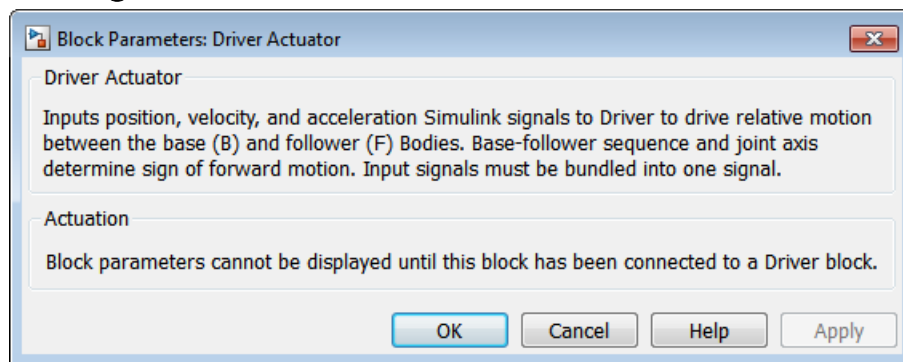 Block Parameters: Driver Actuator
Driver Actuator
Inputs position, velocity, and acceleration Simulink signals to Driver to drive relative motion
between the base (B) and follower (F) Bodies. Base-follower sequence and joint axis
determine sign of forward motion. Input signals must be bundled into one signal.
Actuation
Block parameters cannot be displayed until this block has been connected to a Driver block.
OK Cancel Help Apply